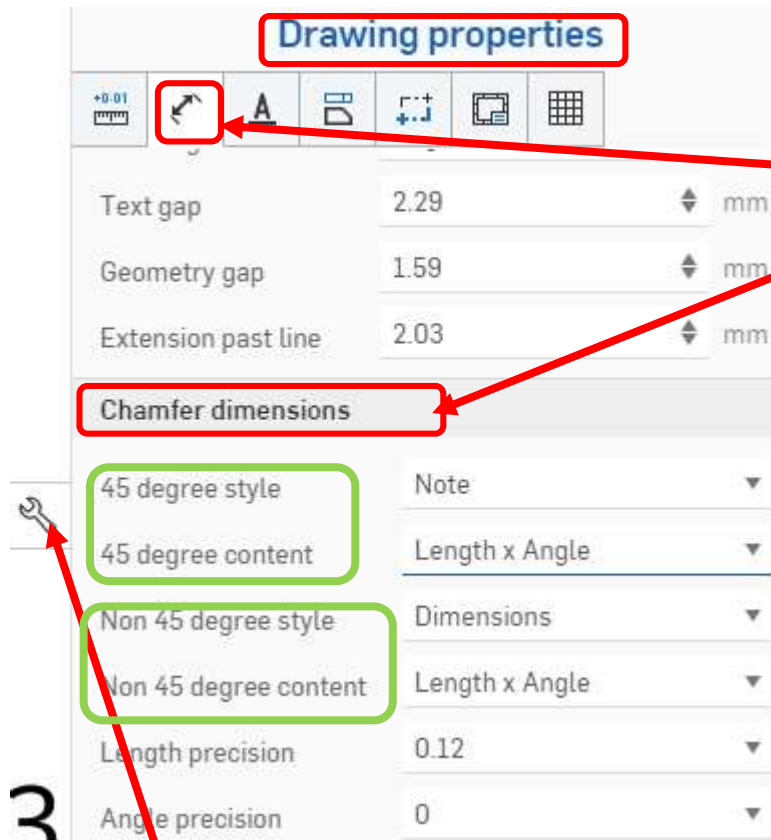 Drawing properties
+0.01
A
Text gap 2.29 mm
Geometry gap 1.59 mm
Extension past line 2.03 mm
Chamfer dimensions
45 degree style Note
45 degree content Length x Angle
Non 45 degree style Dimensions
Non 45 degree content Length x Angle
Length precision 0.12
3
Angle precision 0